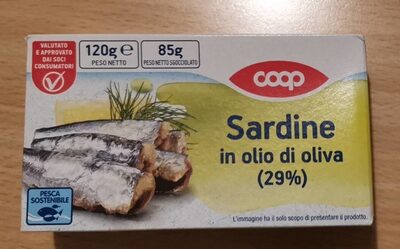 VALUTATO
E APPROVATO
DAI SOCI
CONSUMATORI
120g e
PESO NETTO
85g
PESO NETTO SGOCCIOLATO
coop
Sardine
in olio di oliva
(29%)
PESCA
SOSTENIBILE
L'immagine ha il solo scopo di presentare il prodotto.